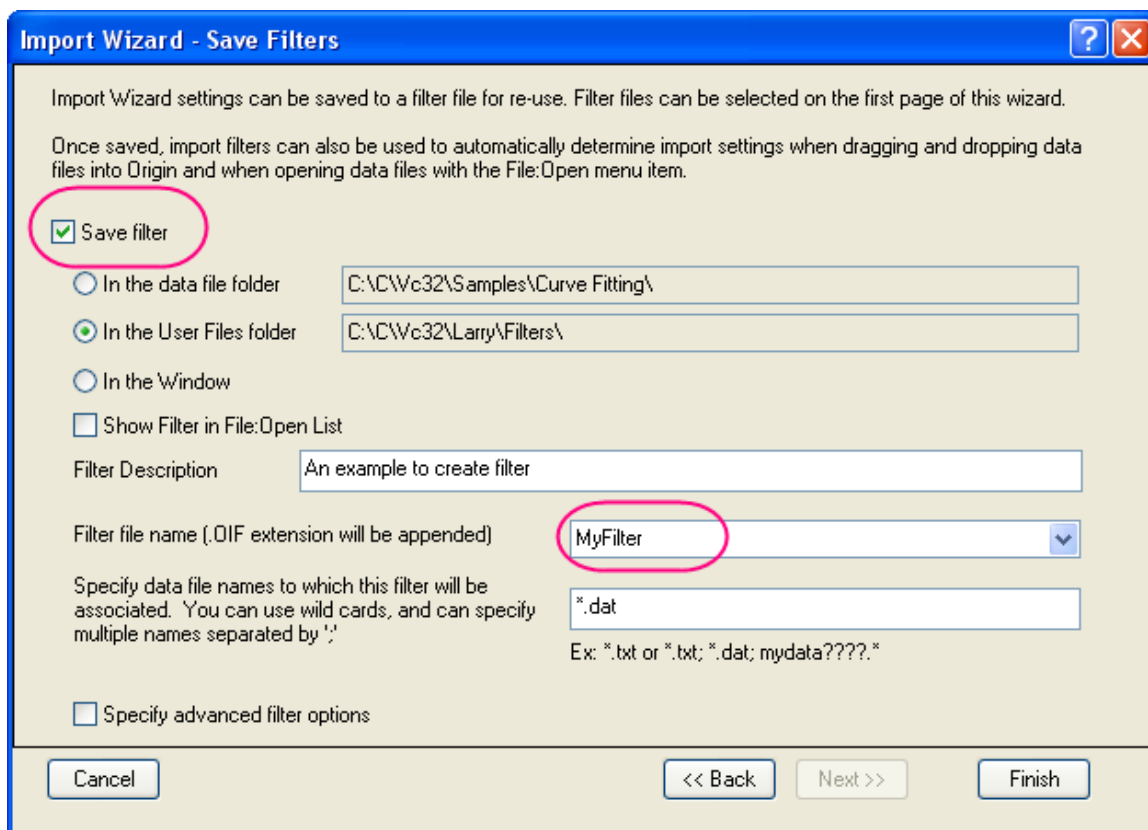 Import Wizard - Save Filters
Import Wizard settings can be saved to a filter file for re-use. Filter files can be selected on the first page of this wizard.
Once saved, import filters can also be used to automatically determine import settings when dragging and dropping data
files into Origin and when opening data files with the File:Open menu item.
Save filter
In the data file folder C:\C\Vc32\Samples\Curve Fitting\
In the User Files folder C:\C\Vc32\Larry\Filters\
In the Window
Show Filter in File:Open List
Filter Description An example to create filter
Filter file name (.OIF extension will be appended) MyFilter
Specify data file names to which this filter will be
associated. You can use wild cards, and can specify
multiple names separated by ';'
*.dat
Ex: *.txt or *.txt; *.dat; mydata????.*
Specify advanced filter options
Cancel << Back Next >> Finish